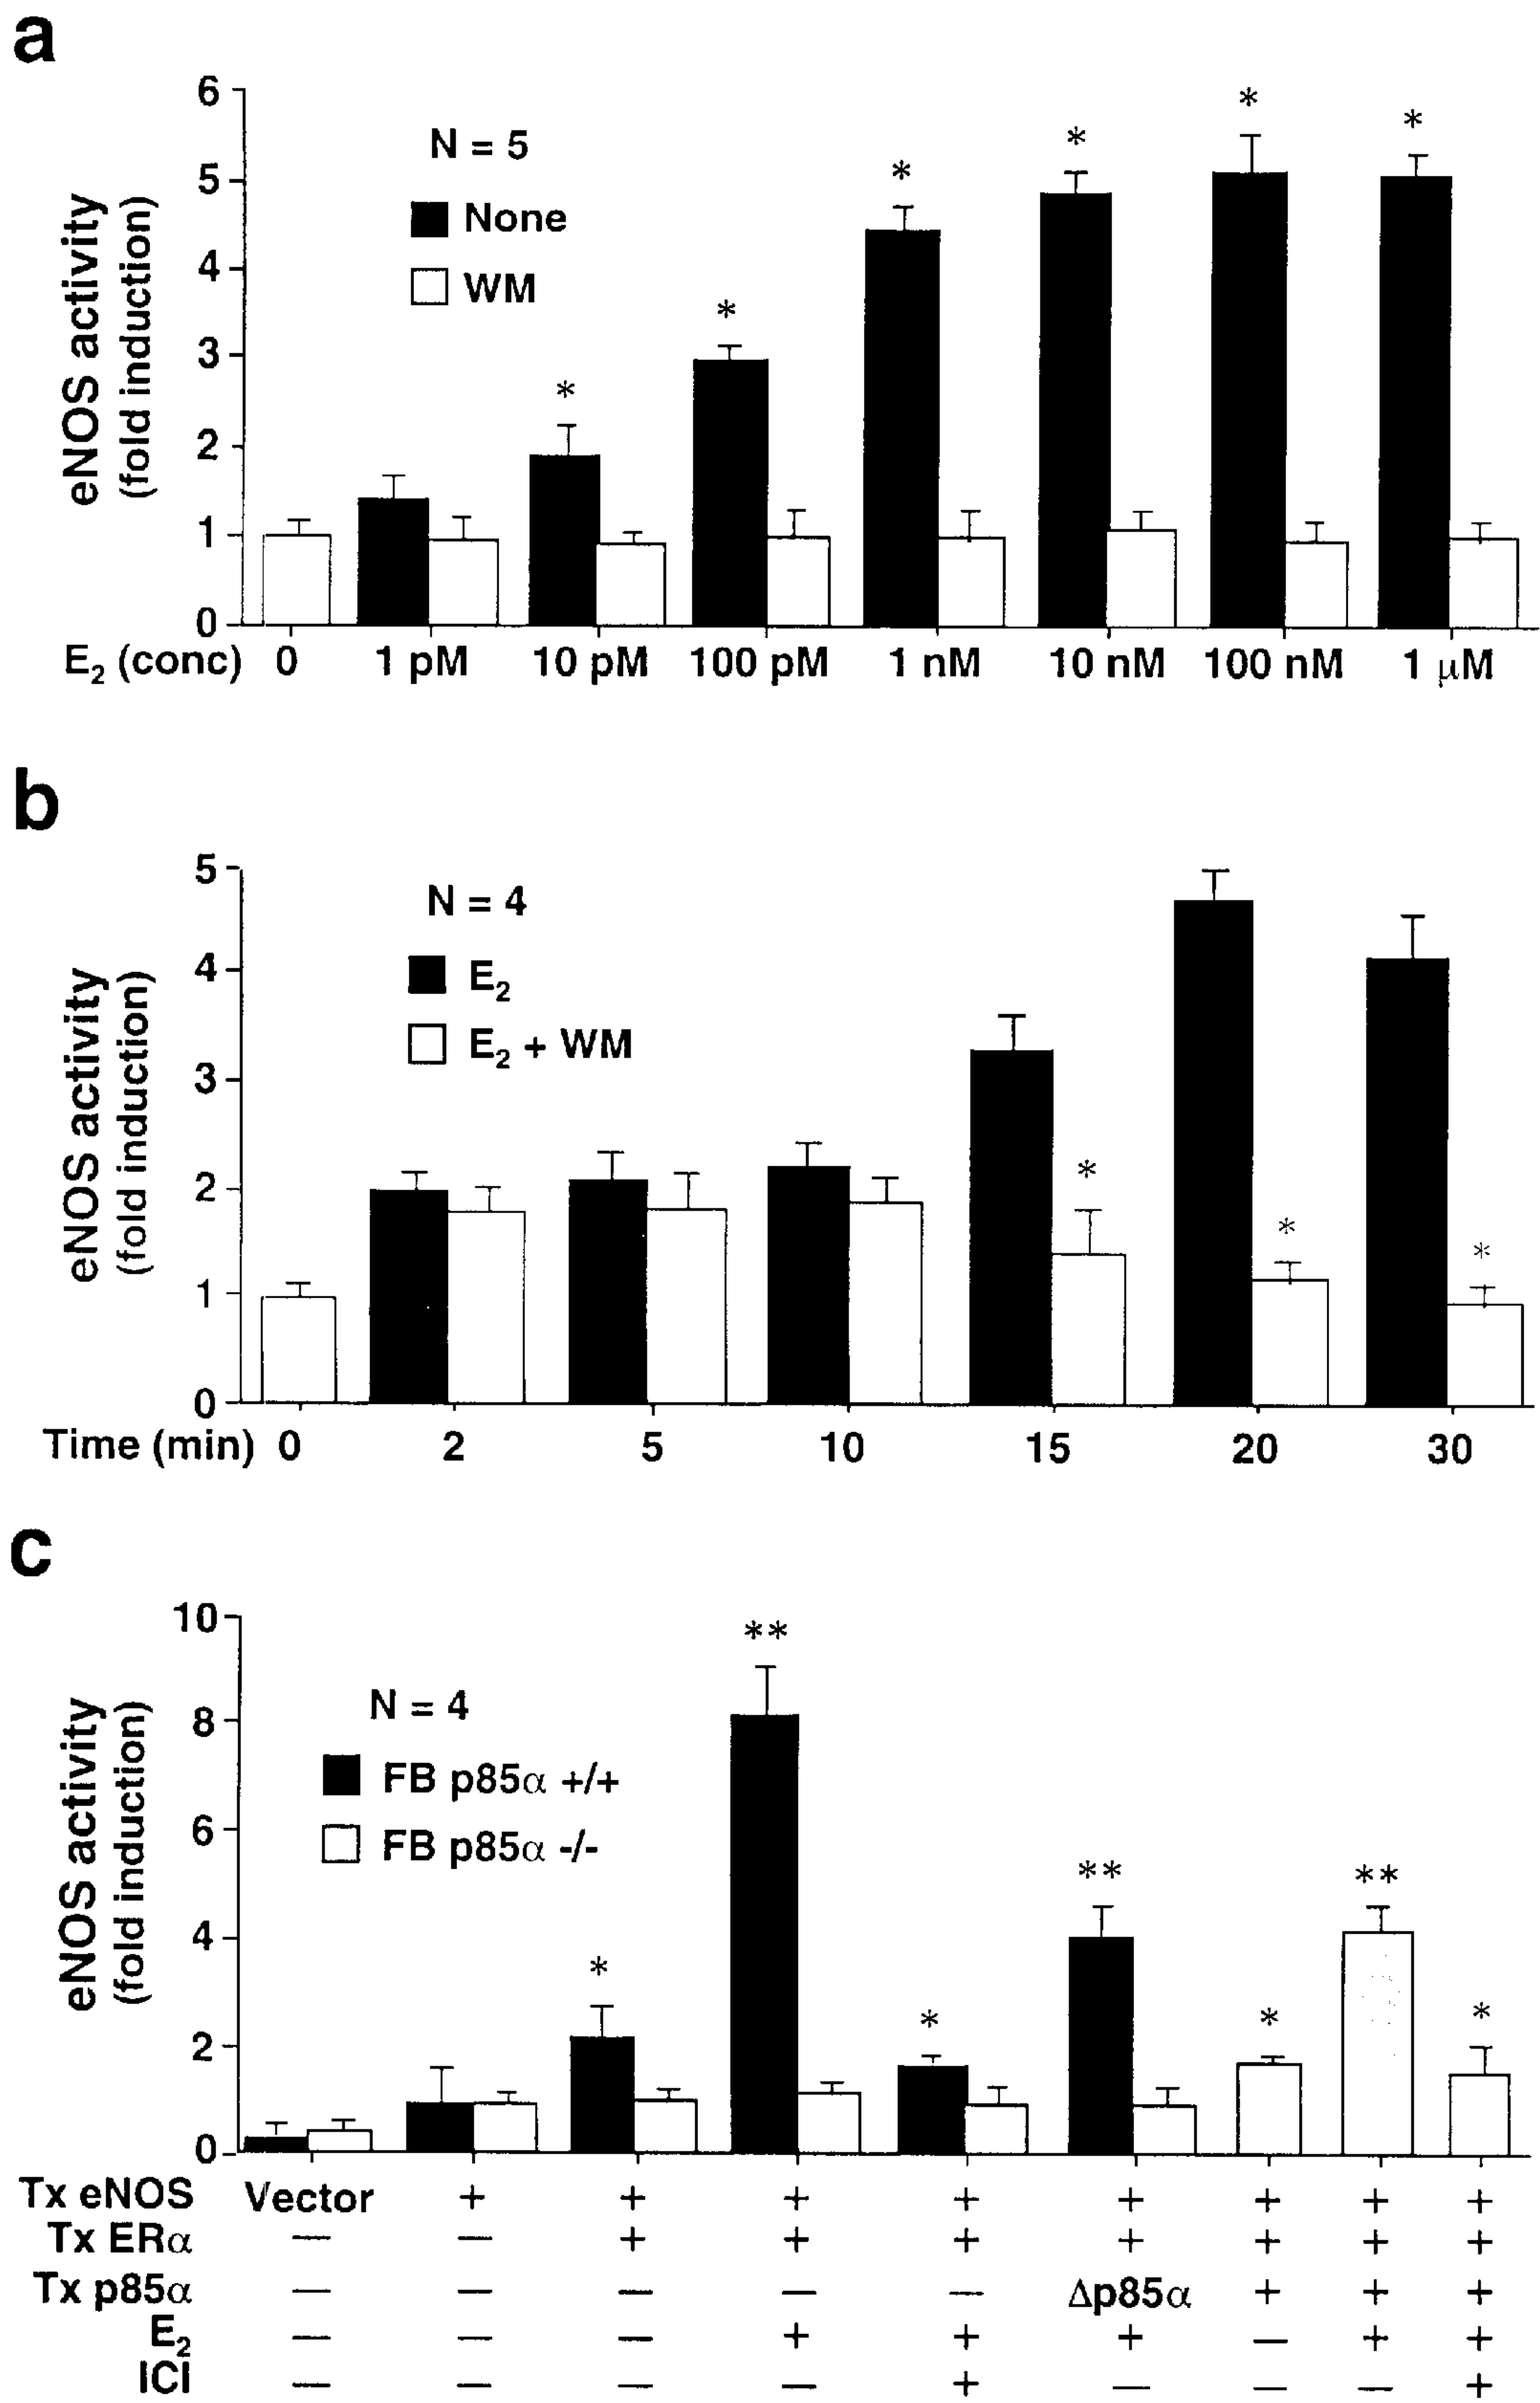 a
eNOS activity
(fold induction)
6
5
4
3
2
1
0
N = 5
None
WM
* * * * * *
E₂ (conc) 0 1 pM 10 pM 100 pM 1 nM 10 nM 100 nM 1 μM
b
eNOS activity
(fold induction)
5
4
3
2
1
0
N = 4
E₂
E₂ + WM
* * *
Time (min) 0 2 5 10 15 20 30
c
eNOS activity
(fold induction)
10
8
6
4
2
0
N = 4
FB p85α +/+
FB p85α -/-
* ** * ** * ** *
Tx eNOS Vector + + + + + + + +
Tx ERα — — + + + + + + +
Tx p85α — — — — — Δp85α + + +
E₂ — — — + + + — + +
ICI — — — — + — — — +